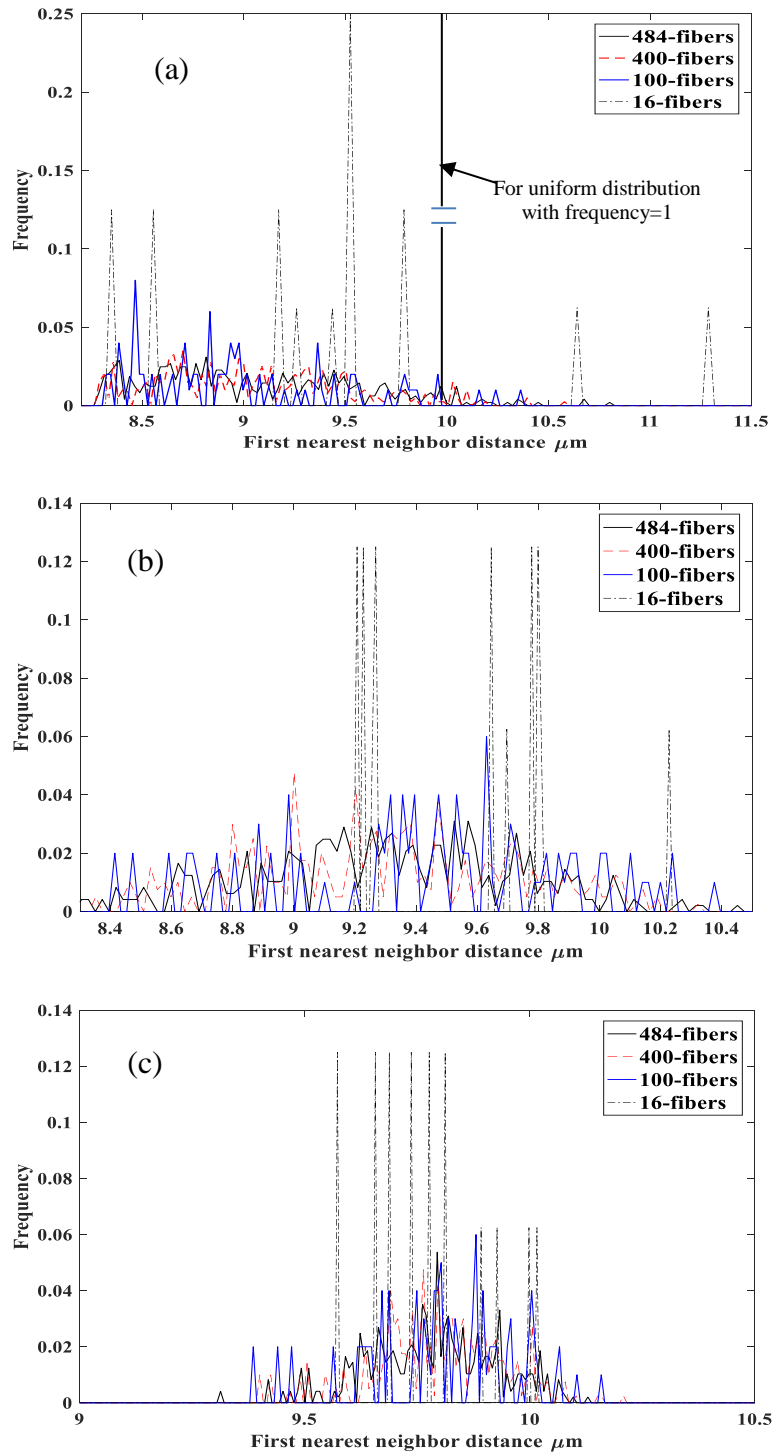 0.25
0.2
0.15
0.1
0.05
0
Frequency
(a)
484-fibers
400-fibers
100-fibers
16-fibers
For uniform distribution
with frequency=1
8.5 9 9.5 10 10.5 11 11.5
First nearest neighbor distance μm
0.14
0.12
0.1
0.08
0.06
0.04
0.02
0
Frequency
(b)
484-fibers
400-fibers
100-fibers
16-fibers
8.4 8.6 8.8 9 9.2 9.4 9.6 9.8 10 10.2 10.4
First nearest neighbor distance μm
0.14
0.12
0.1
0.08
0.06
0.04
0.02
0
Frequency
(c)
484-fibers
400-fibers
100-fibers
16-fibers
9 9.5 10 10.5
First nearest neighbor distance μm